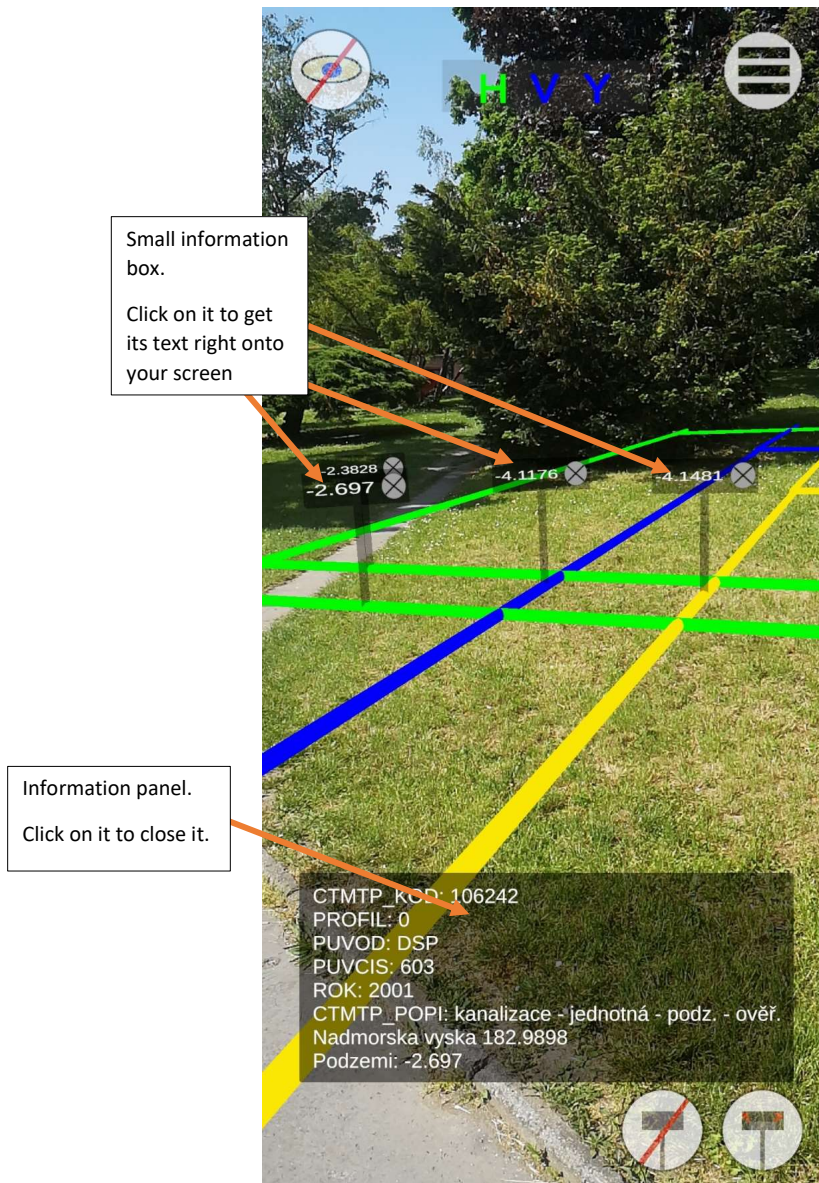 H V Y
Small information
box.
Click on it to get
its text right onto
your screen
-2.3828
-2.697
-4.1176
-4.1481
Information panel.
Click on it to close it.
CTMTP_KOD: 106242
PROFIL: 0
PUVOD: DSP
PUVCIS: 603
ROK: 2001
CTMTP_POPI: kanalizace - jednotná - podz. - ověř.
Nadmorska vyska 182.9898
Podzemi: -2.697